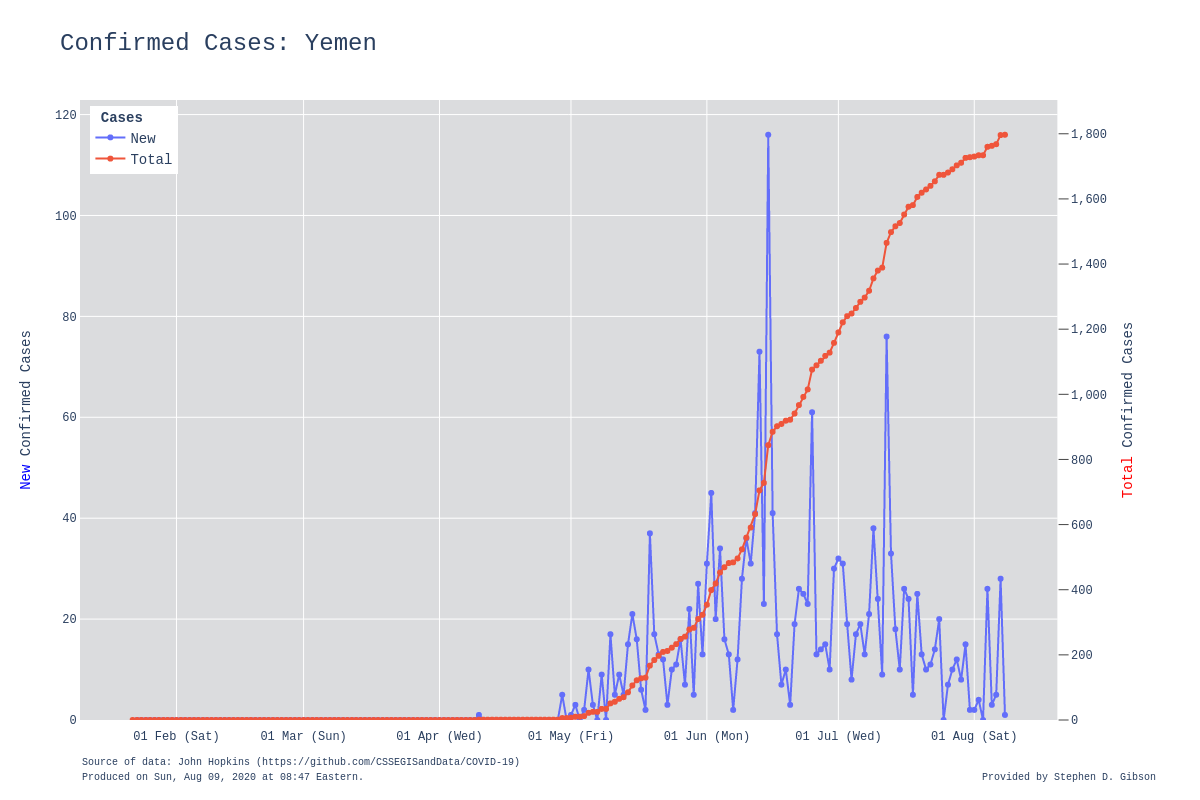 Confirmed Cases: Yemen
Cases
New
Total
120
100
80
60
40
20
0
New Confirmed Cases
1,800
1,600
1,400
1,200
1,000
800
600
400
200
0
Total Confirmed Cases
01 Feb (Sat)
01 Mar (Sun)
01 Apr (Wed)
01 May (Fri)
01 Jun (Mon)
01 Jul (Wed)
01 Aug (Sat)
Source of data: John Hopkins (https://github.com/CSSEGISandData/COVID-19)
Produced on Sun, Aug 09, 2020 at 08:47 Eastern.
Provided by Stephen D. Gibson